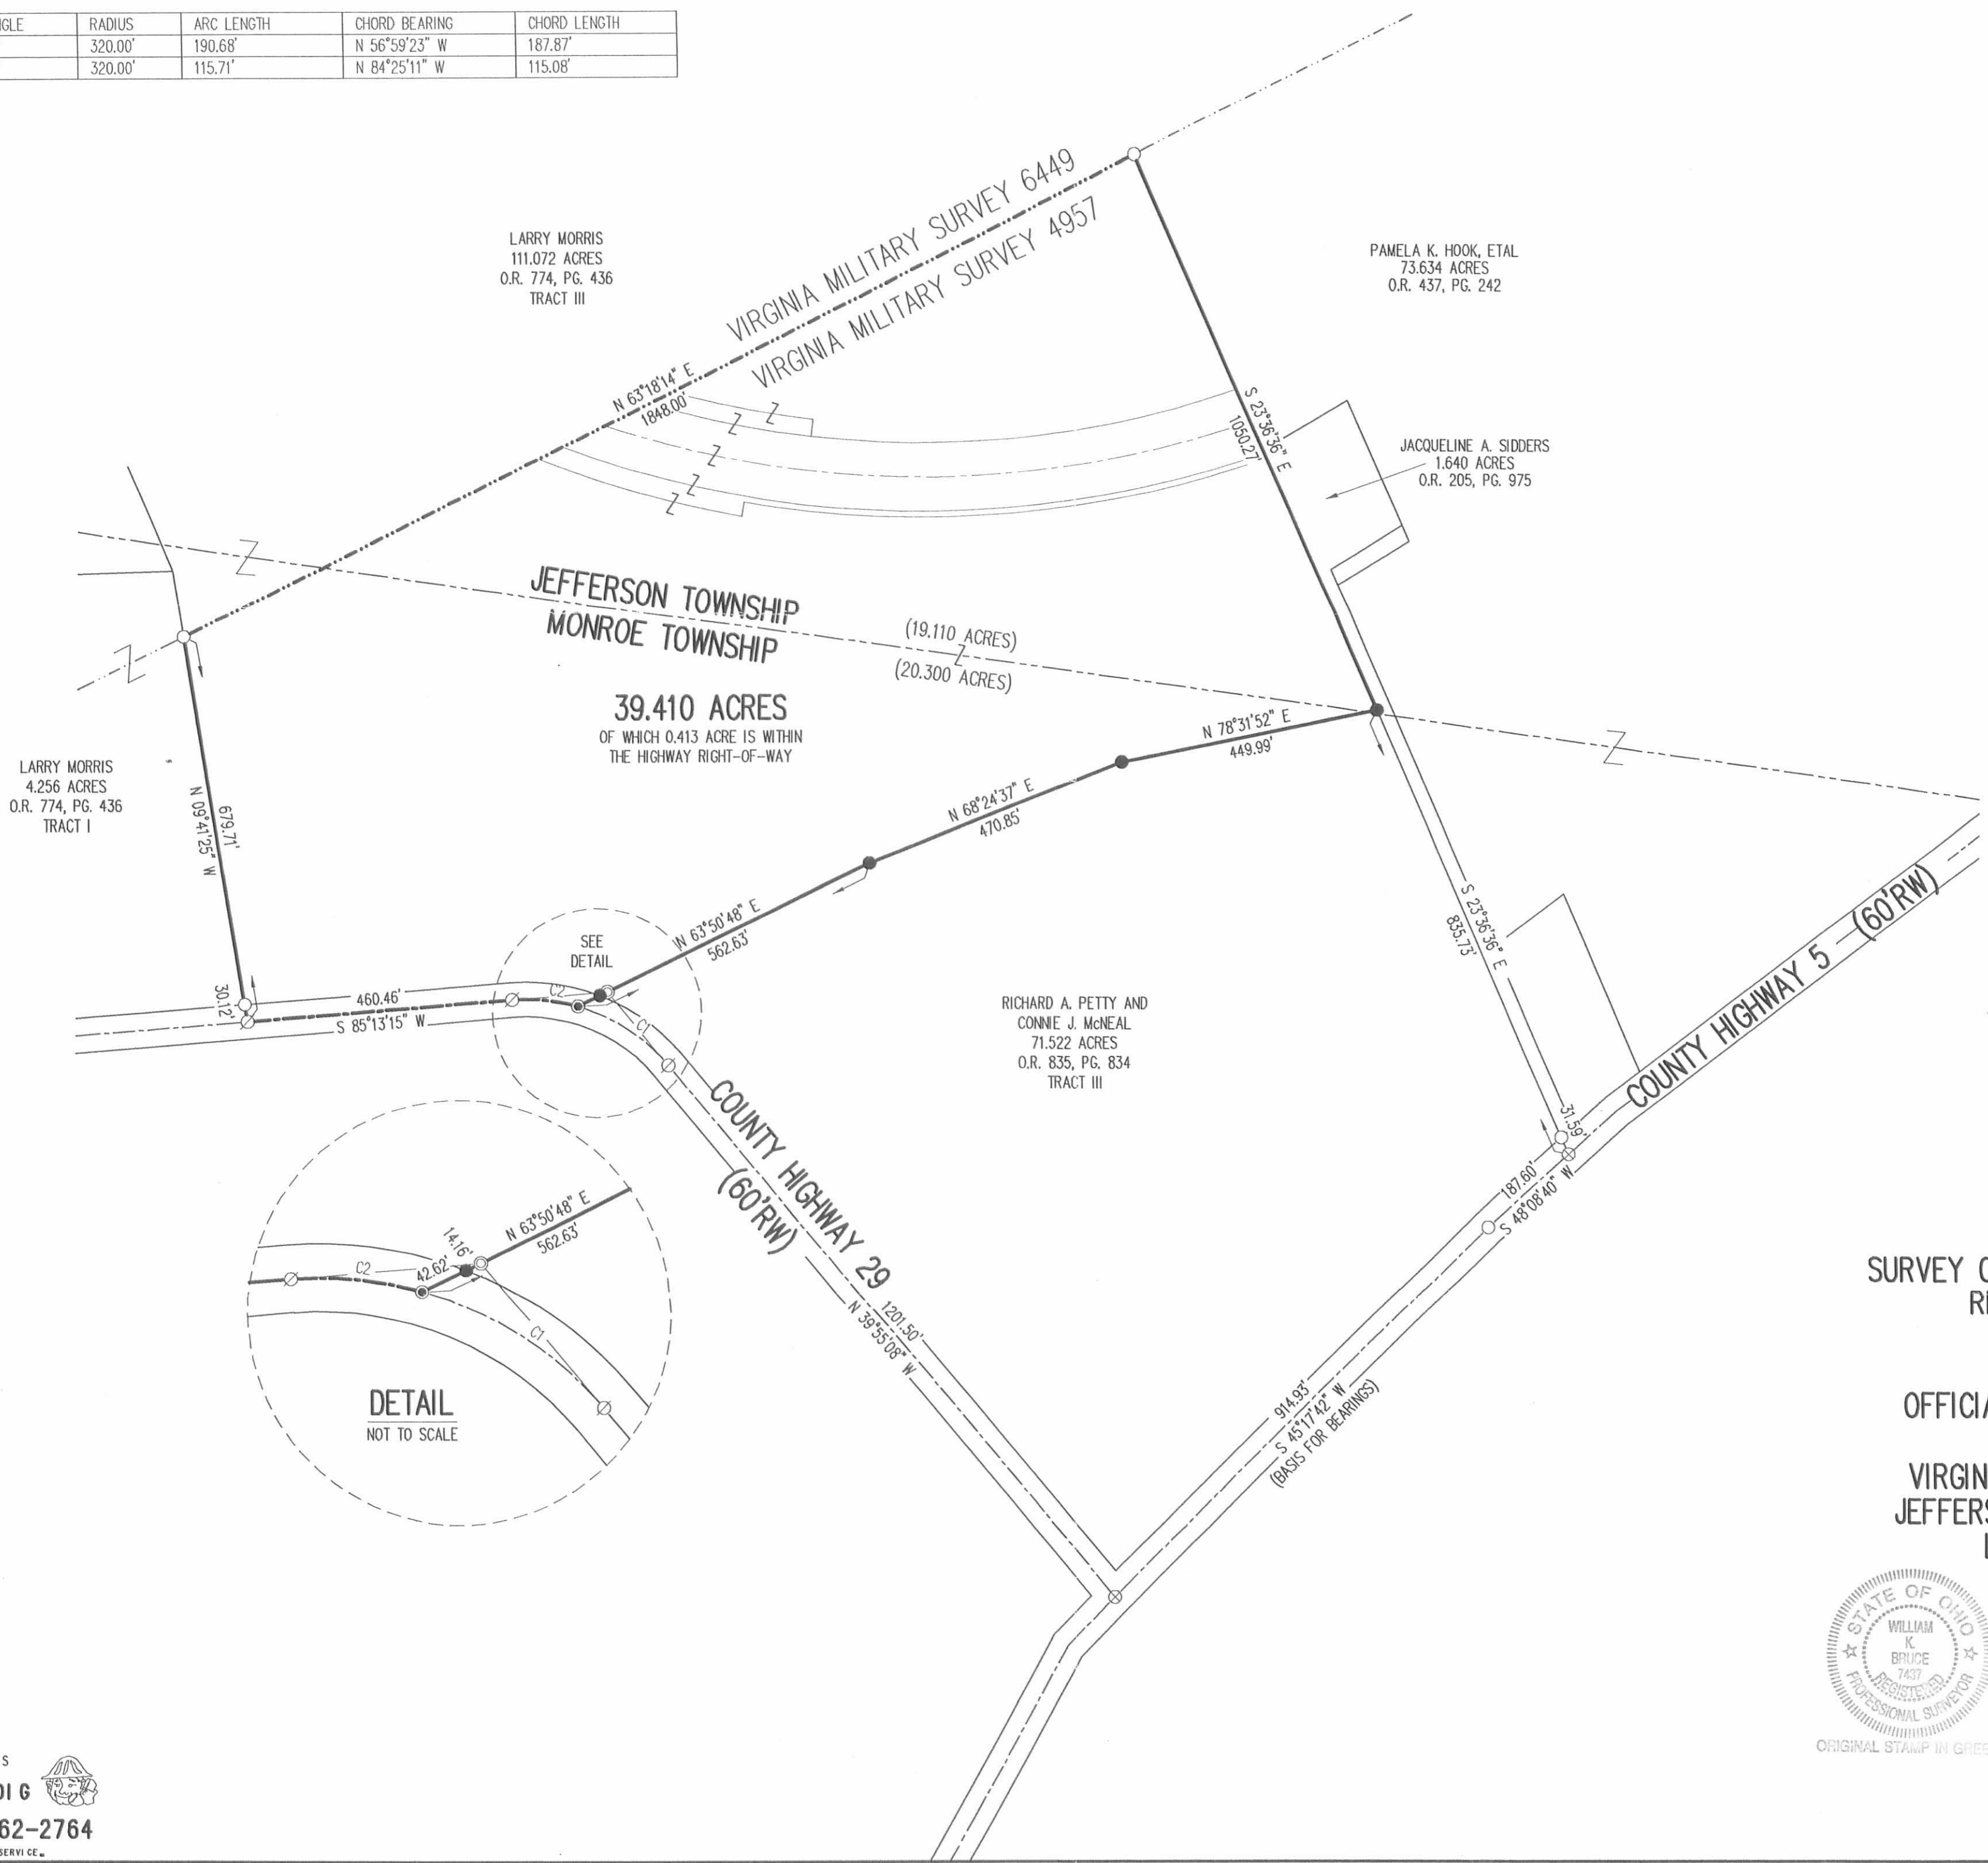 GLE RADIUS ARC LENGTH CHORD BEARING CHORD LENGTH
320.00' 190.68' N 56°59'23" W 187.87'
320.00' 115.71' N 84°25'11" W 115.08'
VIRGINIA MILITARY SURVEY 6449
VIRGINIA MILITARY SURVEY 4957
LARRY MORRIS
111.072 ACRES
O.R. 774, PG. 436
TRACT III
PAMELA K. HOOK, ETAL
73.634 ACRES
O.R. 437, PG. 242
N 63°18'14" E
1848.00'
S 23°36'36" E
1050.27'
JACQUELINE A. SIDDERS
1.640 ACRES
O.R. 205, PG. 975
JEFFERSON TOWNSHIP
MONROE TOWNSHIP
(19.110 ACRES)
(20.300 ACRES)
39.410 ACRES
OF WHICH 0.413 ACRE IS WITHIN
THE HIGHWAY RIGHT-OF-WAY
N 78°31'52" E
449.99'
LARRY MORRIS
4.256 ACRES
O.R. 774, PG. 436
TRACT I
679.71'
N 09°41'25" W
N 68°24'37" E
470.85'
N 63°50'48" E
562.63'
SEE
DETAIL
S 23°36'36" E
835.73'
COUNTY HIGHWAY 5 (60'RW)
30.12'
460.46'
S 85°13'15" W
C2
C1
RICHARD A. PETTY AND
CONNIE J. McNEAL
71.522 ACRES
O.R. 835, PG. 834
TRACT III
31.59'
187.60'
S 48°08'40" W
COUNTY HIGHWAY 29
(60'RW)
1201.50'
N 39°55'08" W
N 63°50'48" E
562.63'
14.16'
42.62'
C2
C1
DETAIL
NOT TO SCALE
914.93'
S 45°17'42" W
(BASIS FOR BEARINGS)
SURVEY
OFFICIA
VIRGIN
JEFFERS
STATE OF OHIO
WILLIAM
K.
BRUCE
7437
REGISTERED
PROFESSIONAL SURVEYOR
ORIGINAL STAMP IN GREE
S
DIG
62-2764
SERVICE.